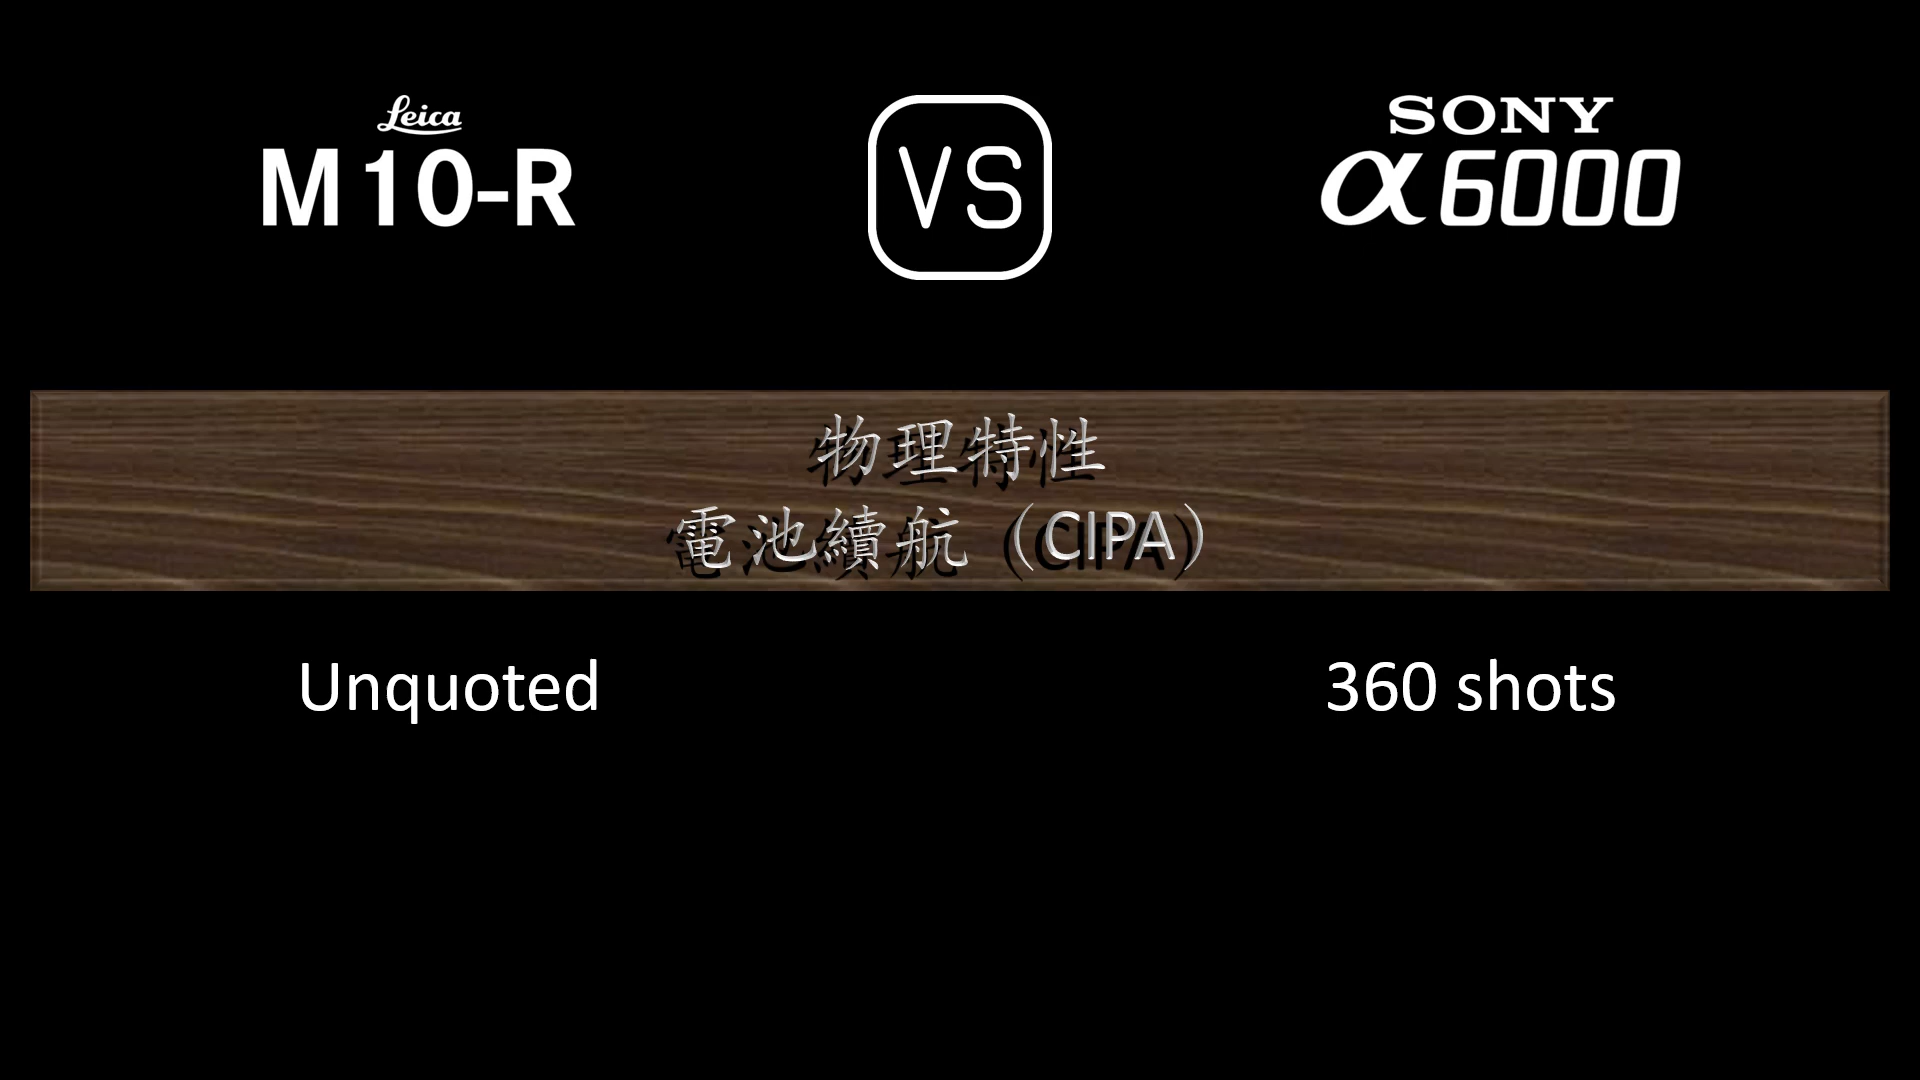 Leica
M10-R
VS
SONY
α6000
物理特性
電池續航（CIPA）
Unquoted
360 shots